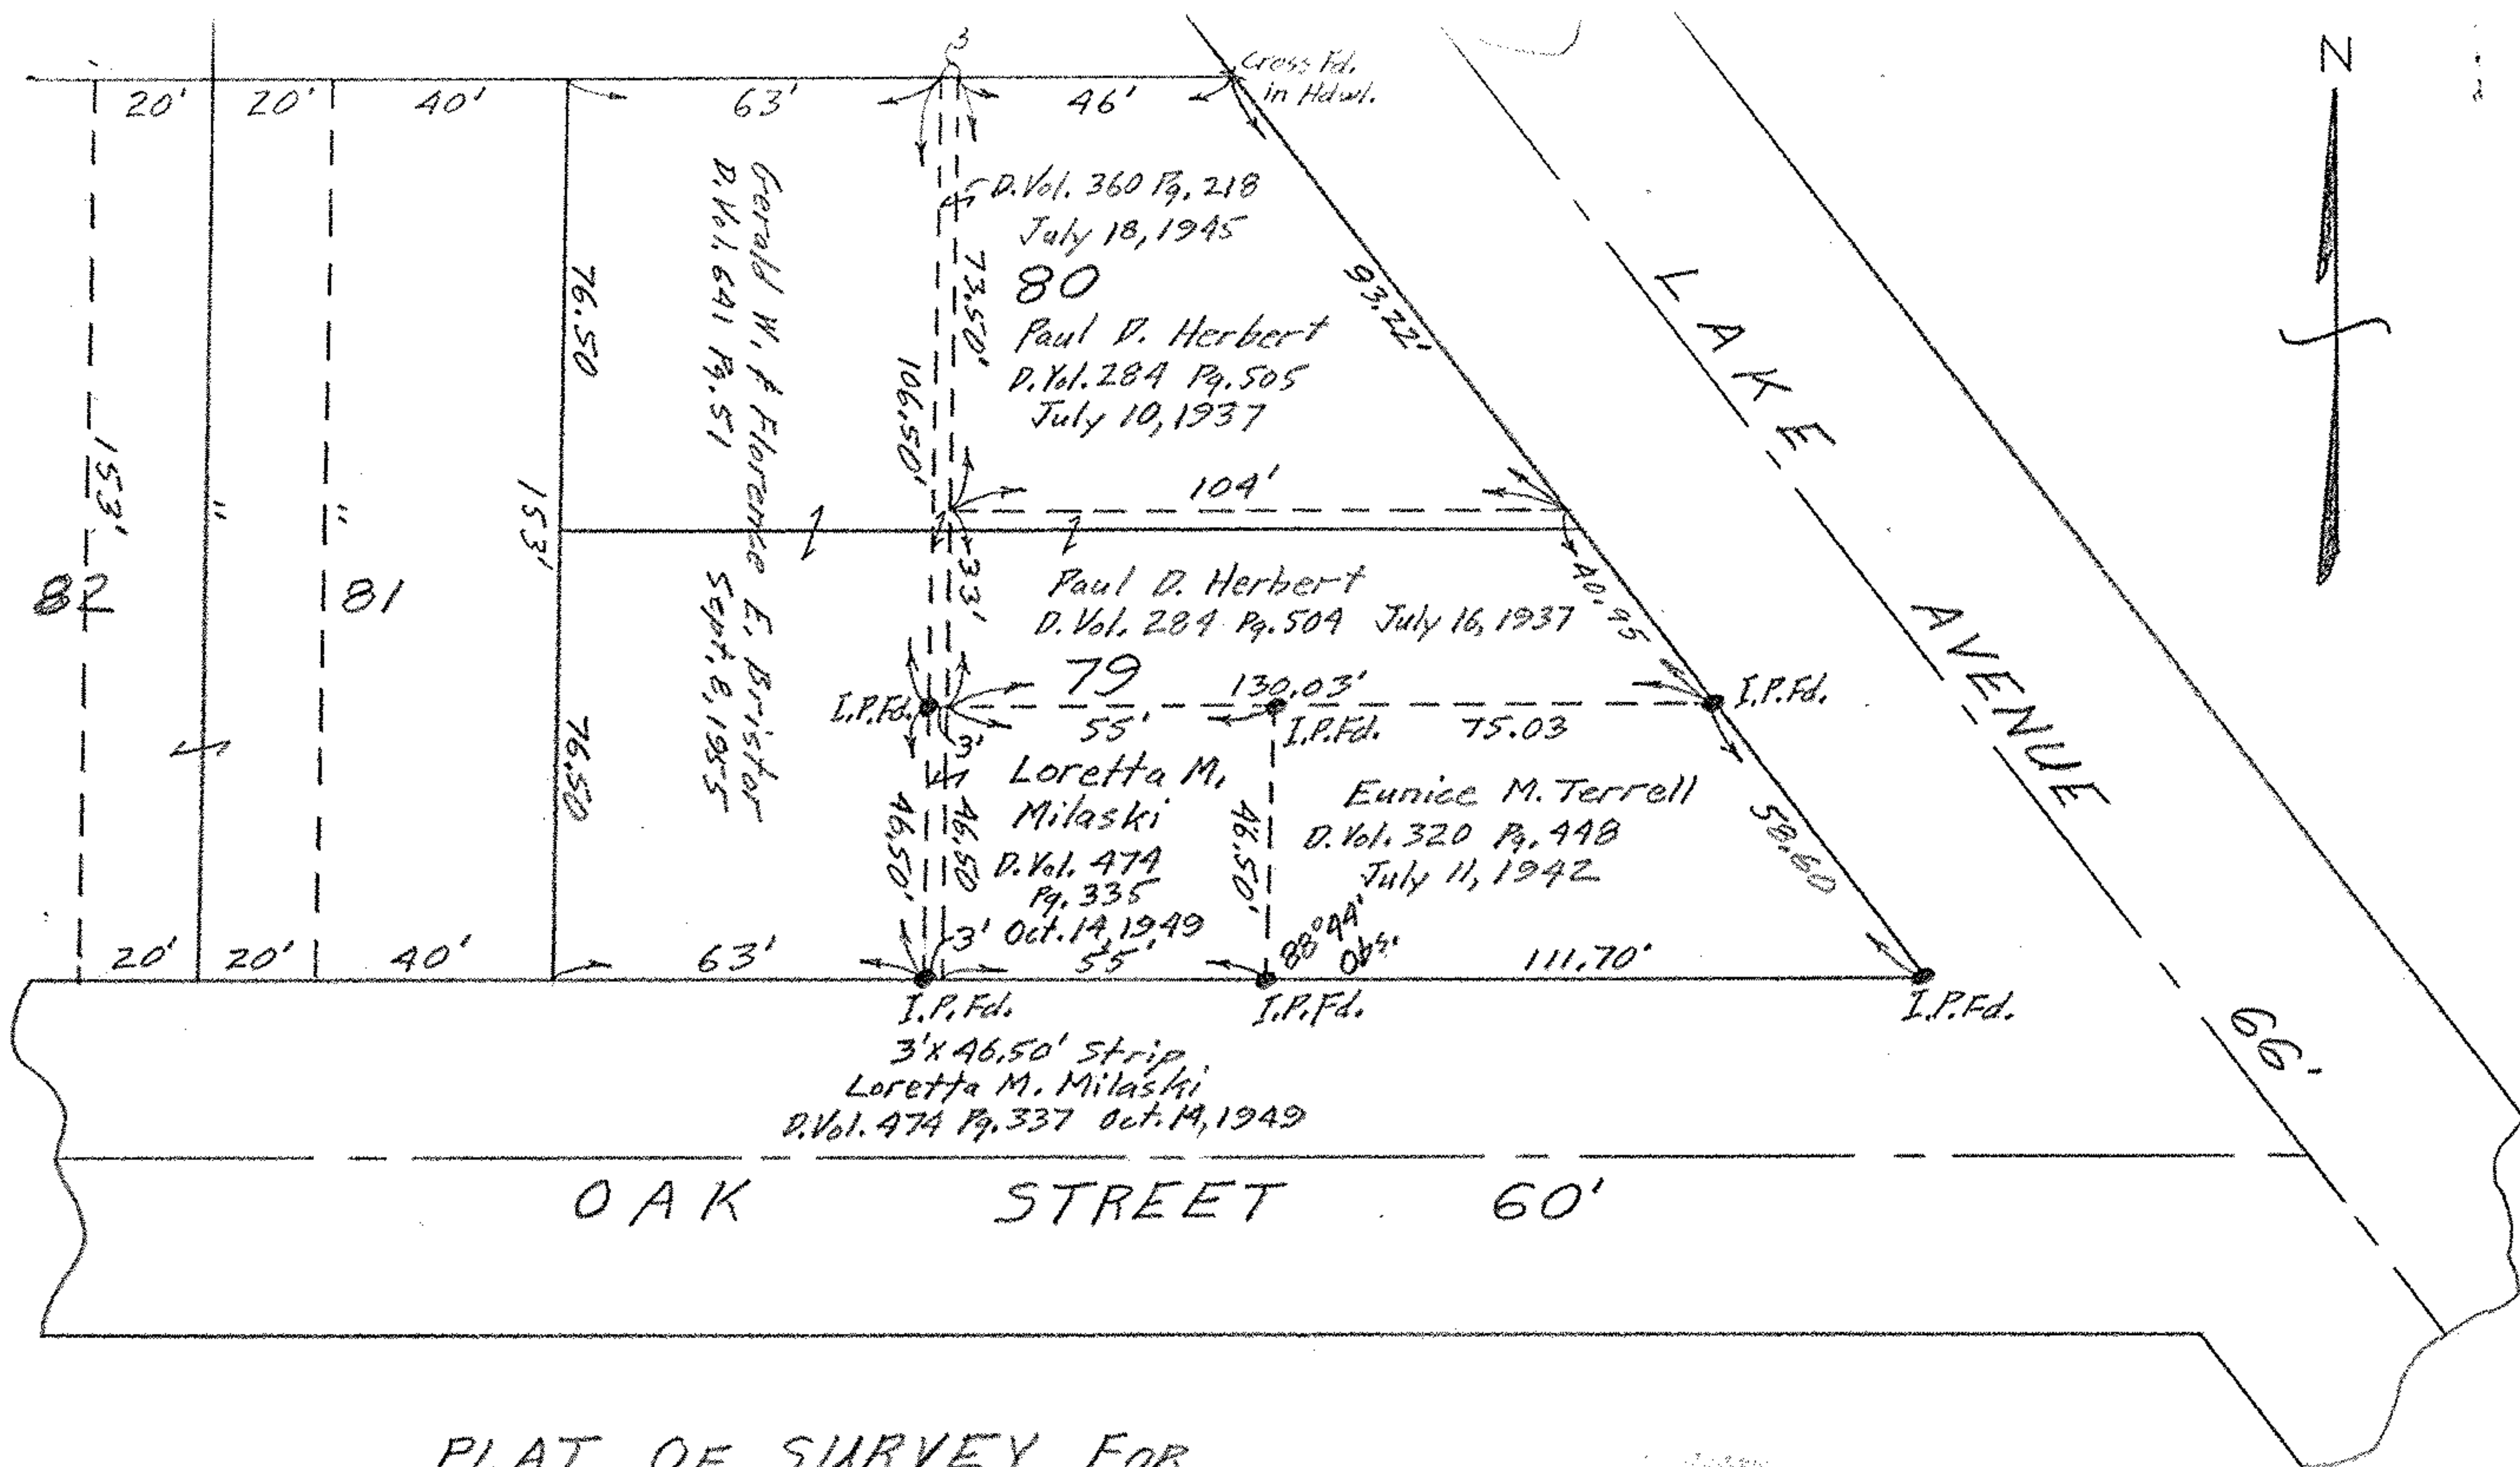 3
Cross Fd.
in Hdwl.
N
20'
20'
40'
63'
46'
D.Vol. 360 Pg. 218
July 18, 1945
80
Paul D. Herbert
D.Vol. 284 Pg. 505
July 10, 1937
73.50'
106.50'
93.22'
76.50
Gerald W. & Florence E. Bristor
D.Vol. 641 Pg. 51 Sept. 8, 1955
LAKE AVENUE
66'
153'
"
"
153'
104'
33'
40.95
82
81
Paul D. Herbert
D.Vol. 284 Pg. 504 July 16, 1937
79
130.03'
I.P.Fd.
55'
I.P.Fd.
75.03
I.P.Fd.
3'
76.50
46.50'
46.50
Loretta M.
Milaski
D.Vol. 474
Pg. 335
Oct. 14, 1949
46.50'
Eunice M. Terrell
D.Vol. 320 Pg. 448
July 11, 1942
58.60
88°44'
20'
20'
40'
63'
3'
55'
111.70'
I.P.Fd.
I.P.Fd.
I.P.Fd.
3'x 46.50' Strip
Loretta M. Milaski
D.Vol. 474 Pg. 337 Oct. 14, 1949
OAK STREET 60'
PLAT OF SURVEY FOR